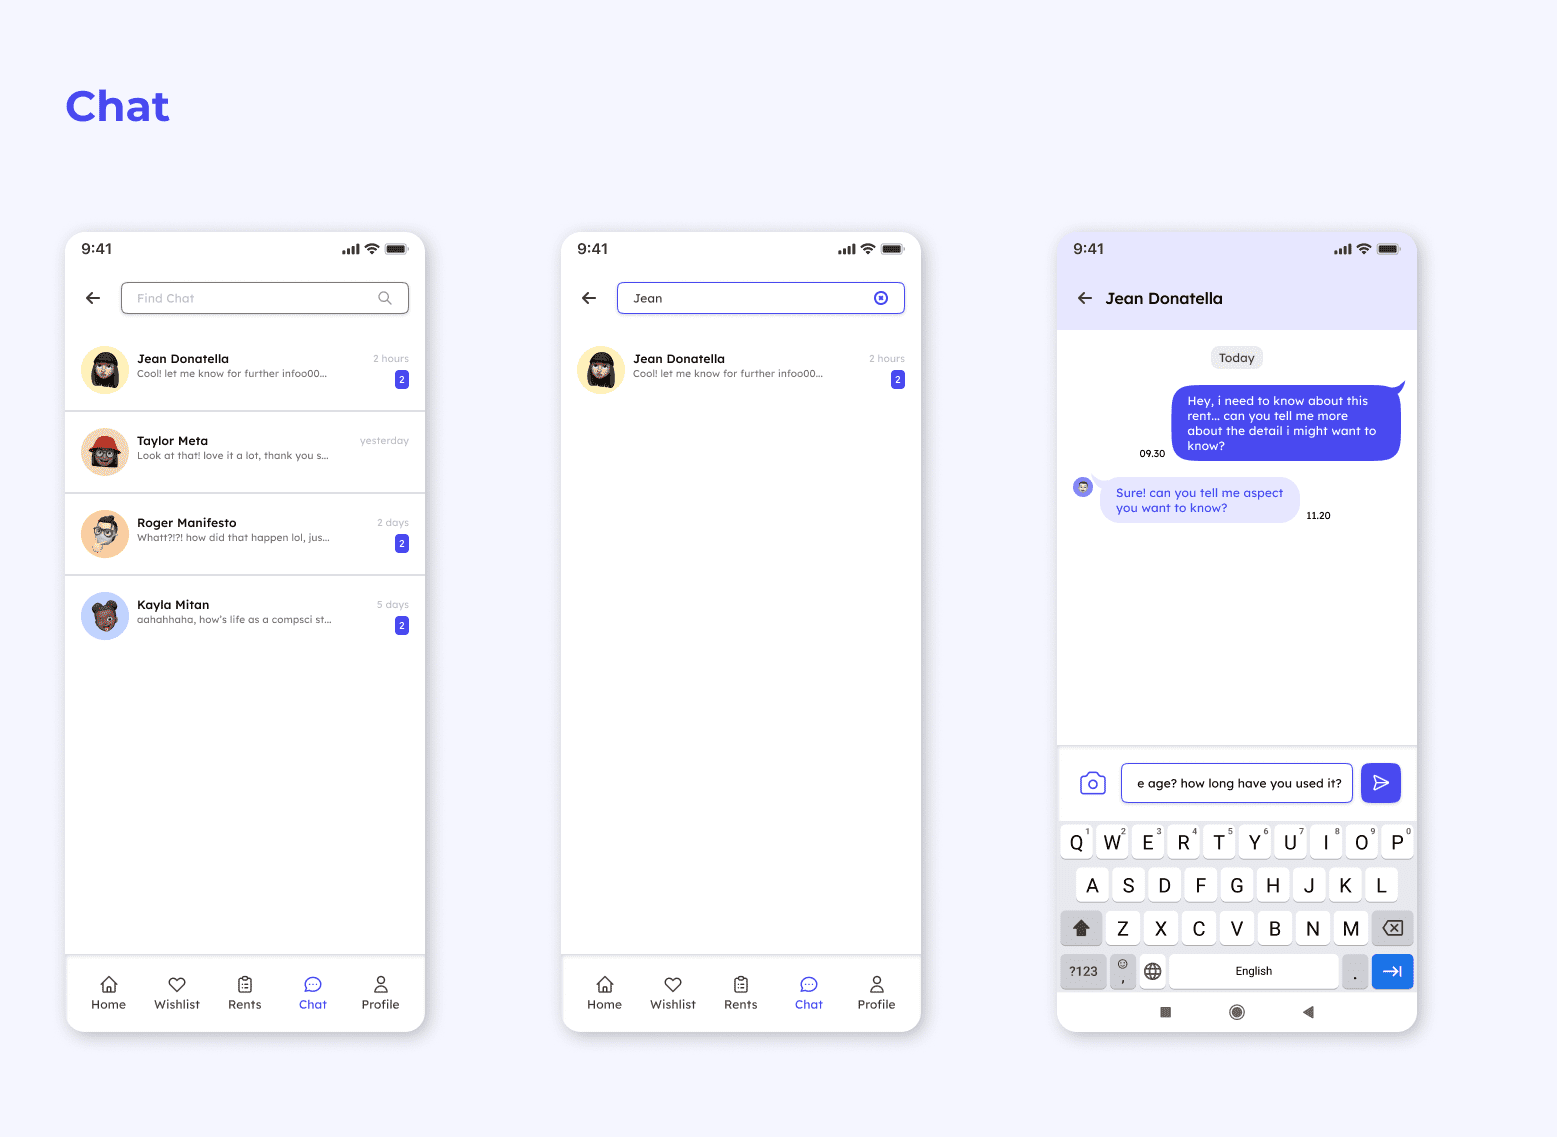 Chat
9:41
Find Chat
Jean Donatella
2 hours
Cool! let me know for further infoo00...
2
Taylor Meta
yesterday
Look at that! love it a lot, thank you s...
Roger Manifesto
2 days
Whatt?!?! how did that happen lol, jus...
2
Kayla Mitan
5 days
aahahhaha, how's life as a compsci st...
2
Home Wishlist Rents Chat Profile
9:41
Jean
Jean Donatella
2 hours
Cool! let me know for further infoo00...
2
Home Wishlist Rents Chat Profile
9:41
Jean Donatella
Today
Hey, i need to know about this
rent... can you tell me more
about the detail i might want to
know?
09.30
Sure! can you tell me aspect
you want to know?
11.20
e age? how long have you used it?
Q 1 W 2 E 3 R 4 T 5 Y 6 U 7 I 8 O 9 P 0
A S D F G H J K L
Z X C V B N M
?123 , English .